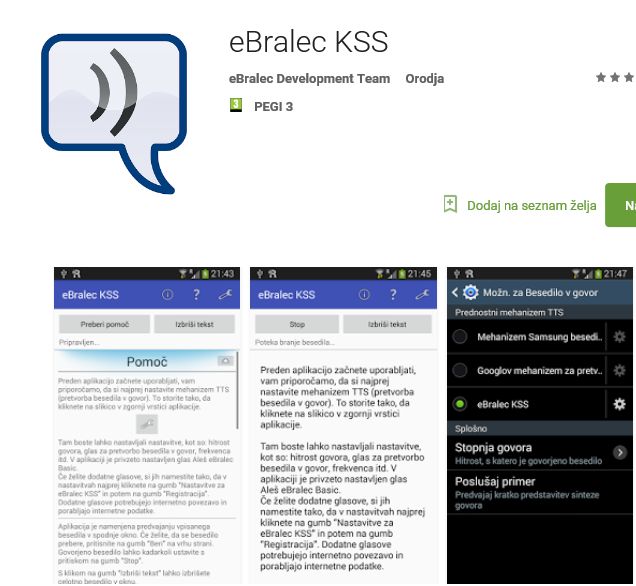 eBralec KSS
eBralec Development Team Orodja
3 PEGI 3
Dodaj na seznam želja
21:43
eBralec KSS
Preberi pomoč Izbriši tekst
Pripravljen...
Pomoč
Preden aplikacijo začnete uporabljati, vam
priporočamo, da si najprej nastavite mehanizem TTS
(pretvorba besedila v govor). To storite tako, da
kliknete na slikico v zgornji vrstici aplikacije.
Tam boste lahko nastavljali nastavitve, kot so: hitrost
govora, glas za pretvorbo besedila v govor, frekvenca
itd. V aplikaciji je privzeto nastavljen glas Aleš eBralec
Basic.
Če želite dodatne glasove, si jih namestite tako, da v
nastavitvah najprej kliknete na gumb "Nastavitve za
eBralec KSS" in potem na gumb "Registracija".
Dodatne glasove potrebujejo internetno povezavo in
porabljajo internetne podatke.
Aplikacija je namenjena predvajanju vpisanega
besedila v spodnje okno. Če želite, da se besedilo
prebere, pritisnite na gumb "Beri" na vrhu strani.
Govorjeno besedilo lahko kadarkoli ustavite s
pritiskom na gumb "Stop".
S klikom na gumb "Izbriši tekst" lahko izbrišete
celotno besedilo v oknu.
21:45
eBralec KSS
Stop Izbriši tekst
Poteka branje besedila...
Preden aplikacijo začnete uporabljati,
vam priporočamo, da si najprej
nastavite mehanizem TTS (pretvorba
besedila v govor). To storite tako, da
kliknete na slikico v zgornji vrstici
aplikacije.
Tam boste lahko nastavljali nastavitve,
kot so: hitrost govora, glas za pretvorbo
besedila v govor, frekvenca itd. V
aplikaciji je privzeto nastavljen glas
Aleš eBralec Basic.
Če želite dodatne glasove, si jih
namestite tako, da v nastavitvah najprej
kliknete na gumb "Nastavitve za
eBralec KSS" in potem na gumb
"Registracija". Dodatne glasove
potrebujejo internetno povezavo in
porabljajo internetne podatke.
21:47
Možn. za Besedilo v govor
Prednostni mehanizem TTS
Mehanizem Samsung besedi..
Googlov mehanizem za pretv..
eBralec KSS
Splošno
Stopnja govora
Hitrost, s katero je govorjeno besedilo
Poslušaj primer
Predvajaj kratko predstavitev sinteze
govora